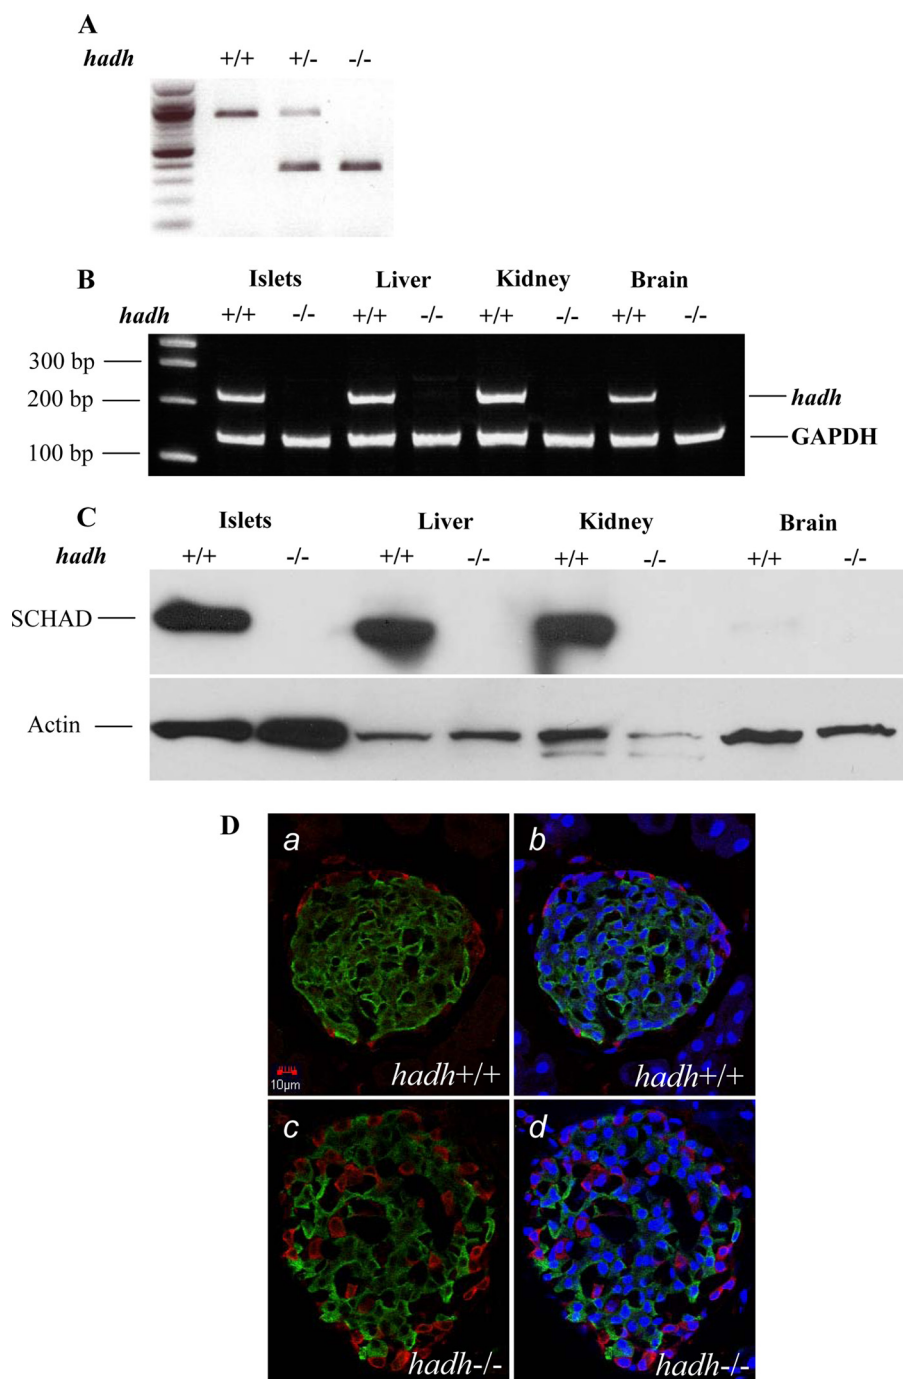 A
hadh +/+ +/- -/-
B
Islets Liver Kidney Brain
hadh +/+ -/- +/+ -/- +/+ -/- +/+ -/-
300 bp
200 bp
hadh
GAPDH
100 bp
C
Islets Liver Kidney Brain
hadh +/+ -/- +/+ -/- +/+ -/- +/+ -/-
SCHAD
Actin
D
a b
10μm
hadh+/+ hadh+/+
c d
hadh-/- hadh-/-